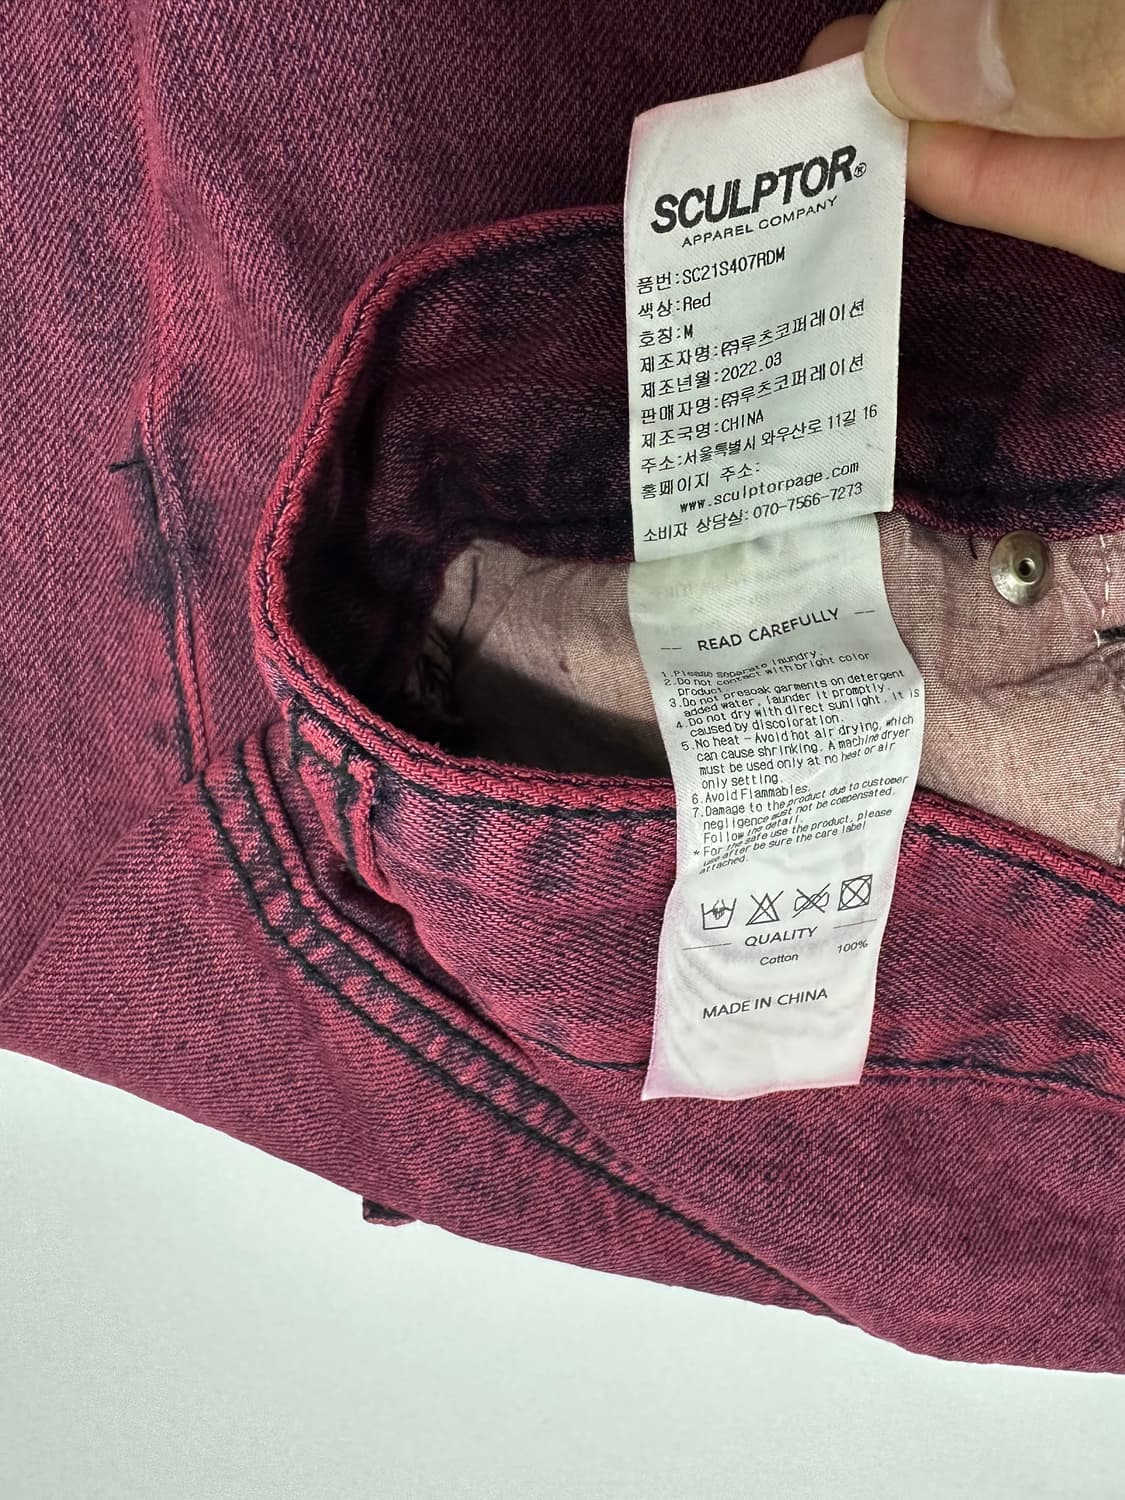 SCULPTOR®
APPAREL COMPANY
품번:SC21S407RDM
색상:Red
호칭:M
제조자명:㈜루츠코퍼레이션
제조년월:2022.03
판매자명:㈜루츠코퍼레이션
제조국명:CHINA
주소:서울특별시 와우산로 11길 16
홈페이지 주소:
www.sculptorpage.com
소비자 상담실:070-7566-7273
READ CAREFULLY
1.Please separate laundry.
2.Do not contact with bright color
product.
3.Do not presoak garments on detergent
added water, launder it promptly.
4.Do not dry with direct sunlight. It is
caused by discoloration.
5.No heat - Avoid hot air drying, which
can cause shrinking. A machine dryer
must be used only at no heat or air
only setting.
6.Avoid Flammables.
7.Damage to the product due to customer
negligence must not be compensated.
Follow the detail.
* For the safe use the product, please
use after be sure the care label
attached.
QUALITY
Cotton 100%
MADE IN CHINA